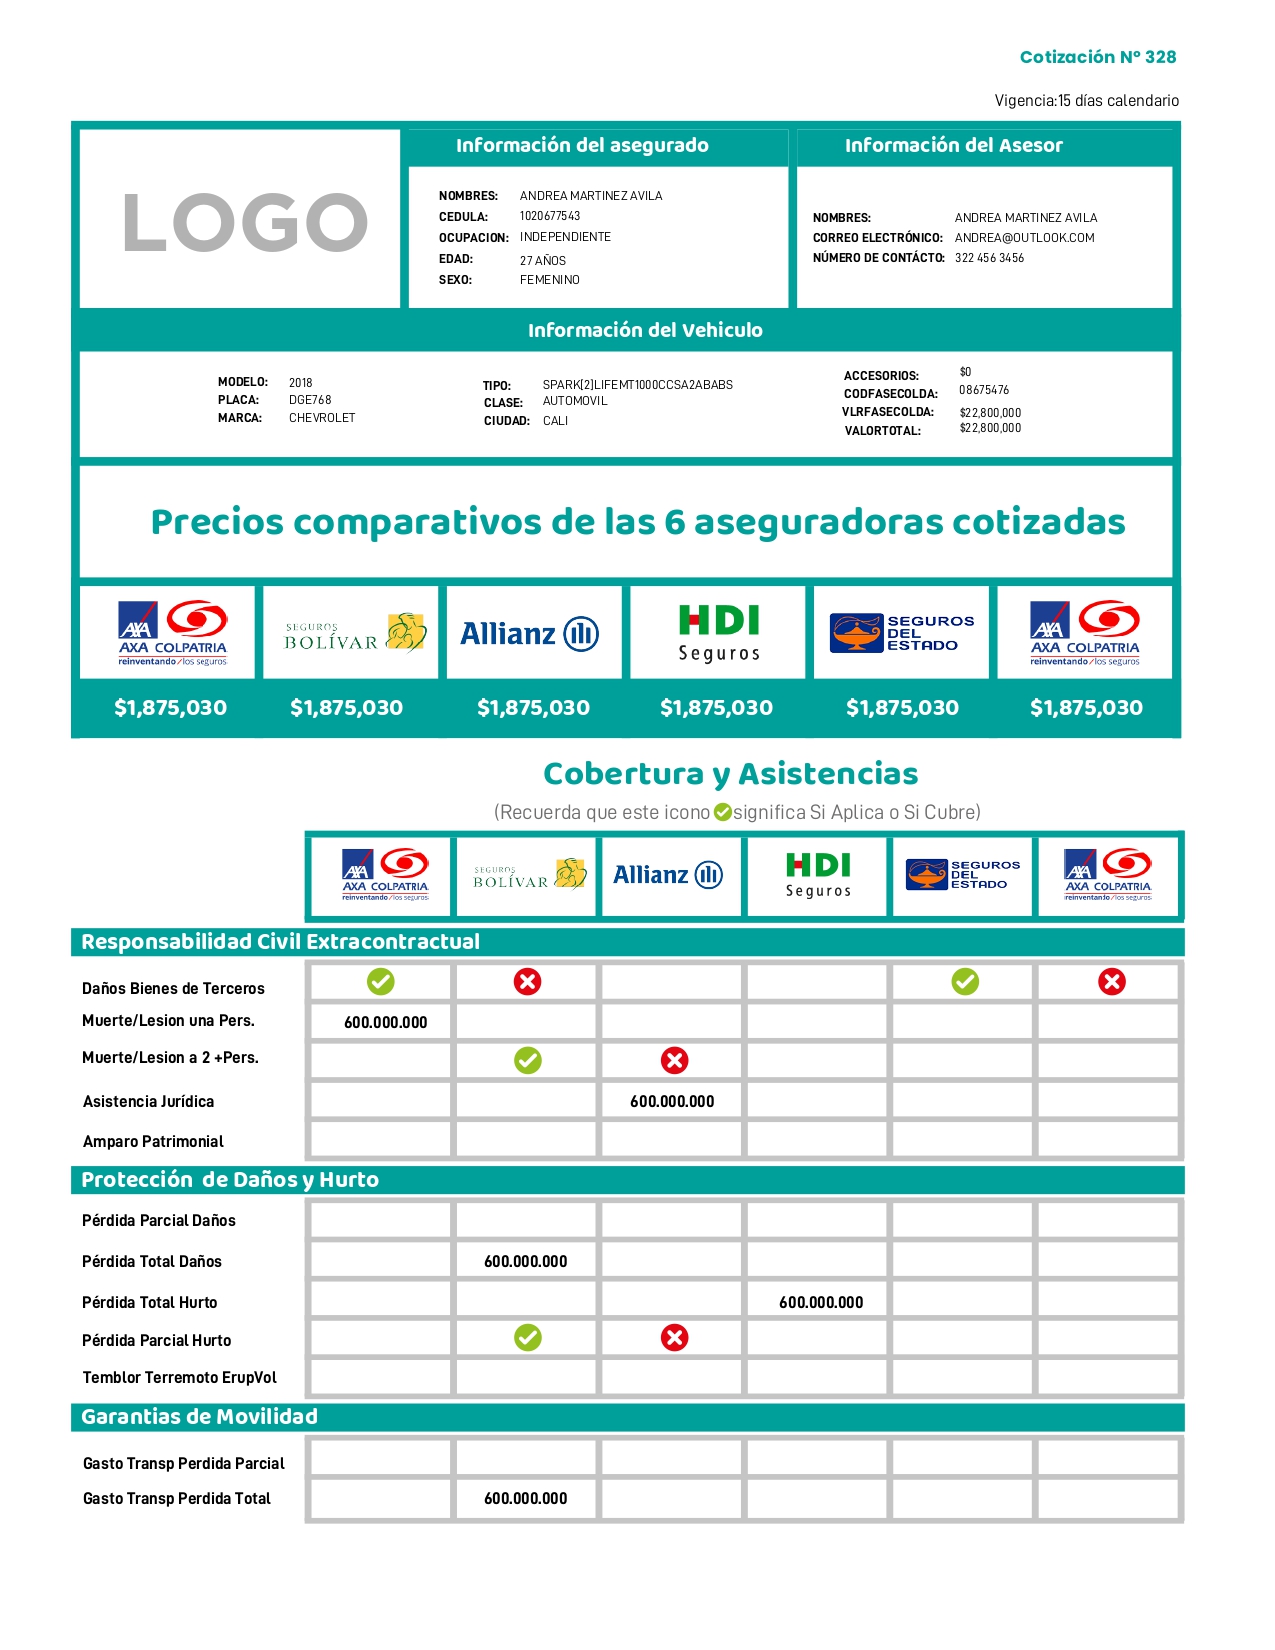 Cotización N° 328
Vigencia:15 días calendario
LOGO
Información del asegurado
NOMBRES: ANDREA MARTINEZ AVILA
CEDULA: 1020677543
OCUPACION: INDEPENDIENTE
EDAD: 27 AÑOS
SEXO: FEMENINO
Información del Asesor
NOMBRES: ANDREA MARTINEZ AVILA
CORREO ELECTRÓNICO: ANDREA@OUTLOOK.COM
NÚMERO DE CONTÁCTO: 322 456 3456
Información del Vehiculo
MODELO: 2018
PLACA: DGE768
MARCA: CHEVROLET
TIPO: SPARK[2]LIFEMT1000CCSA2ABABS
CLASE: AUTOMOVIL
CIUDAD: CALI
ACCESORIOS: $0
CODFASECOLDA: 08675476
VLRFASECOLDA: $22,800,000
VALORTOTAL: $22,800,000
Precios comparativos de las 6 aseguradoras cotizadas
AXA
AXA COLPATRIA
reinventando/los seguros
SEGUROS
BOLÍVAR
Allianz
HDI
Seguros
SEGUROS
DEL
ESTADO
AXA
AXA COLPATRIA
reinventando/los seguros
$1,875,030 $1,875,030 $1,875,030 $1,875,030 $1,875,030 $1,875,030
Cobertura y Asistencias
(Recuerda que este icono significa Si Aplica o Si Cubre)
AXA
AXA COLPATRIA
reinventando/los seguros
SEGUROS
BOLÍVAR
Allianz
HDI
Seguros
SEGUROS
DEL
ESTADO
AXA
AXA COLPATRIA
reinventando/los seguros
Responsabilidad Civil Extracontractual
Daños Bienes de Terceros
Muerte/Lesion una Pers. 600.000.000
Muerte/Lesion a 2 +Pers.
Asistencia Jurídica 600.000.000
Amparo Patrimonial
Protección de Daños y Hurto
Pérdida Parcial Daños
Pérdida Total Daños 600.000.000
Pérdida Total Hurto 600.000.000
Pérdida Parcial Hurto
Temblor Terremoto ErupVol
Garantias de Movilidad
Gasto Transp Perdida Parcial
Gasto Transp Perdida Total 600.000.000